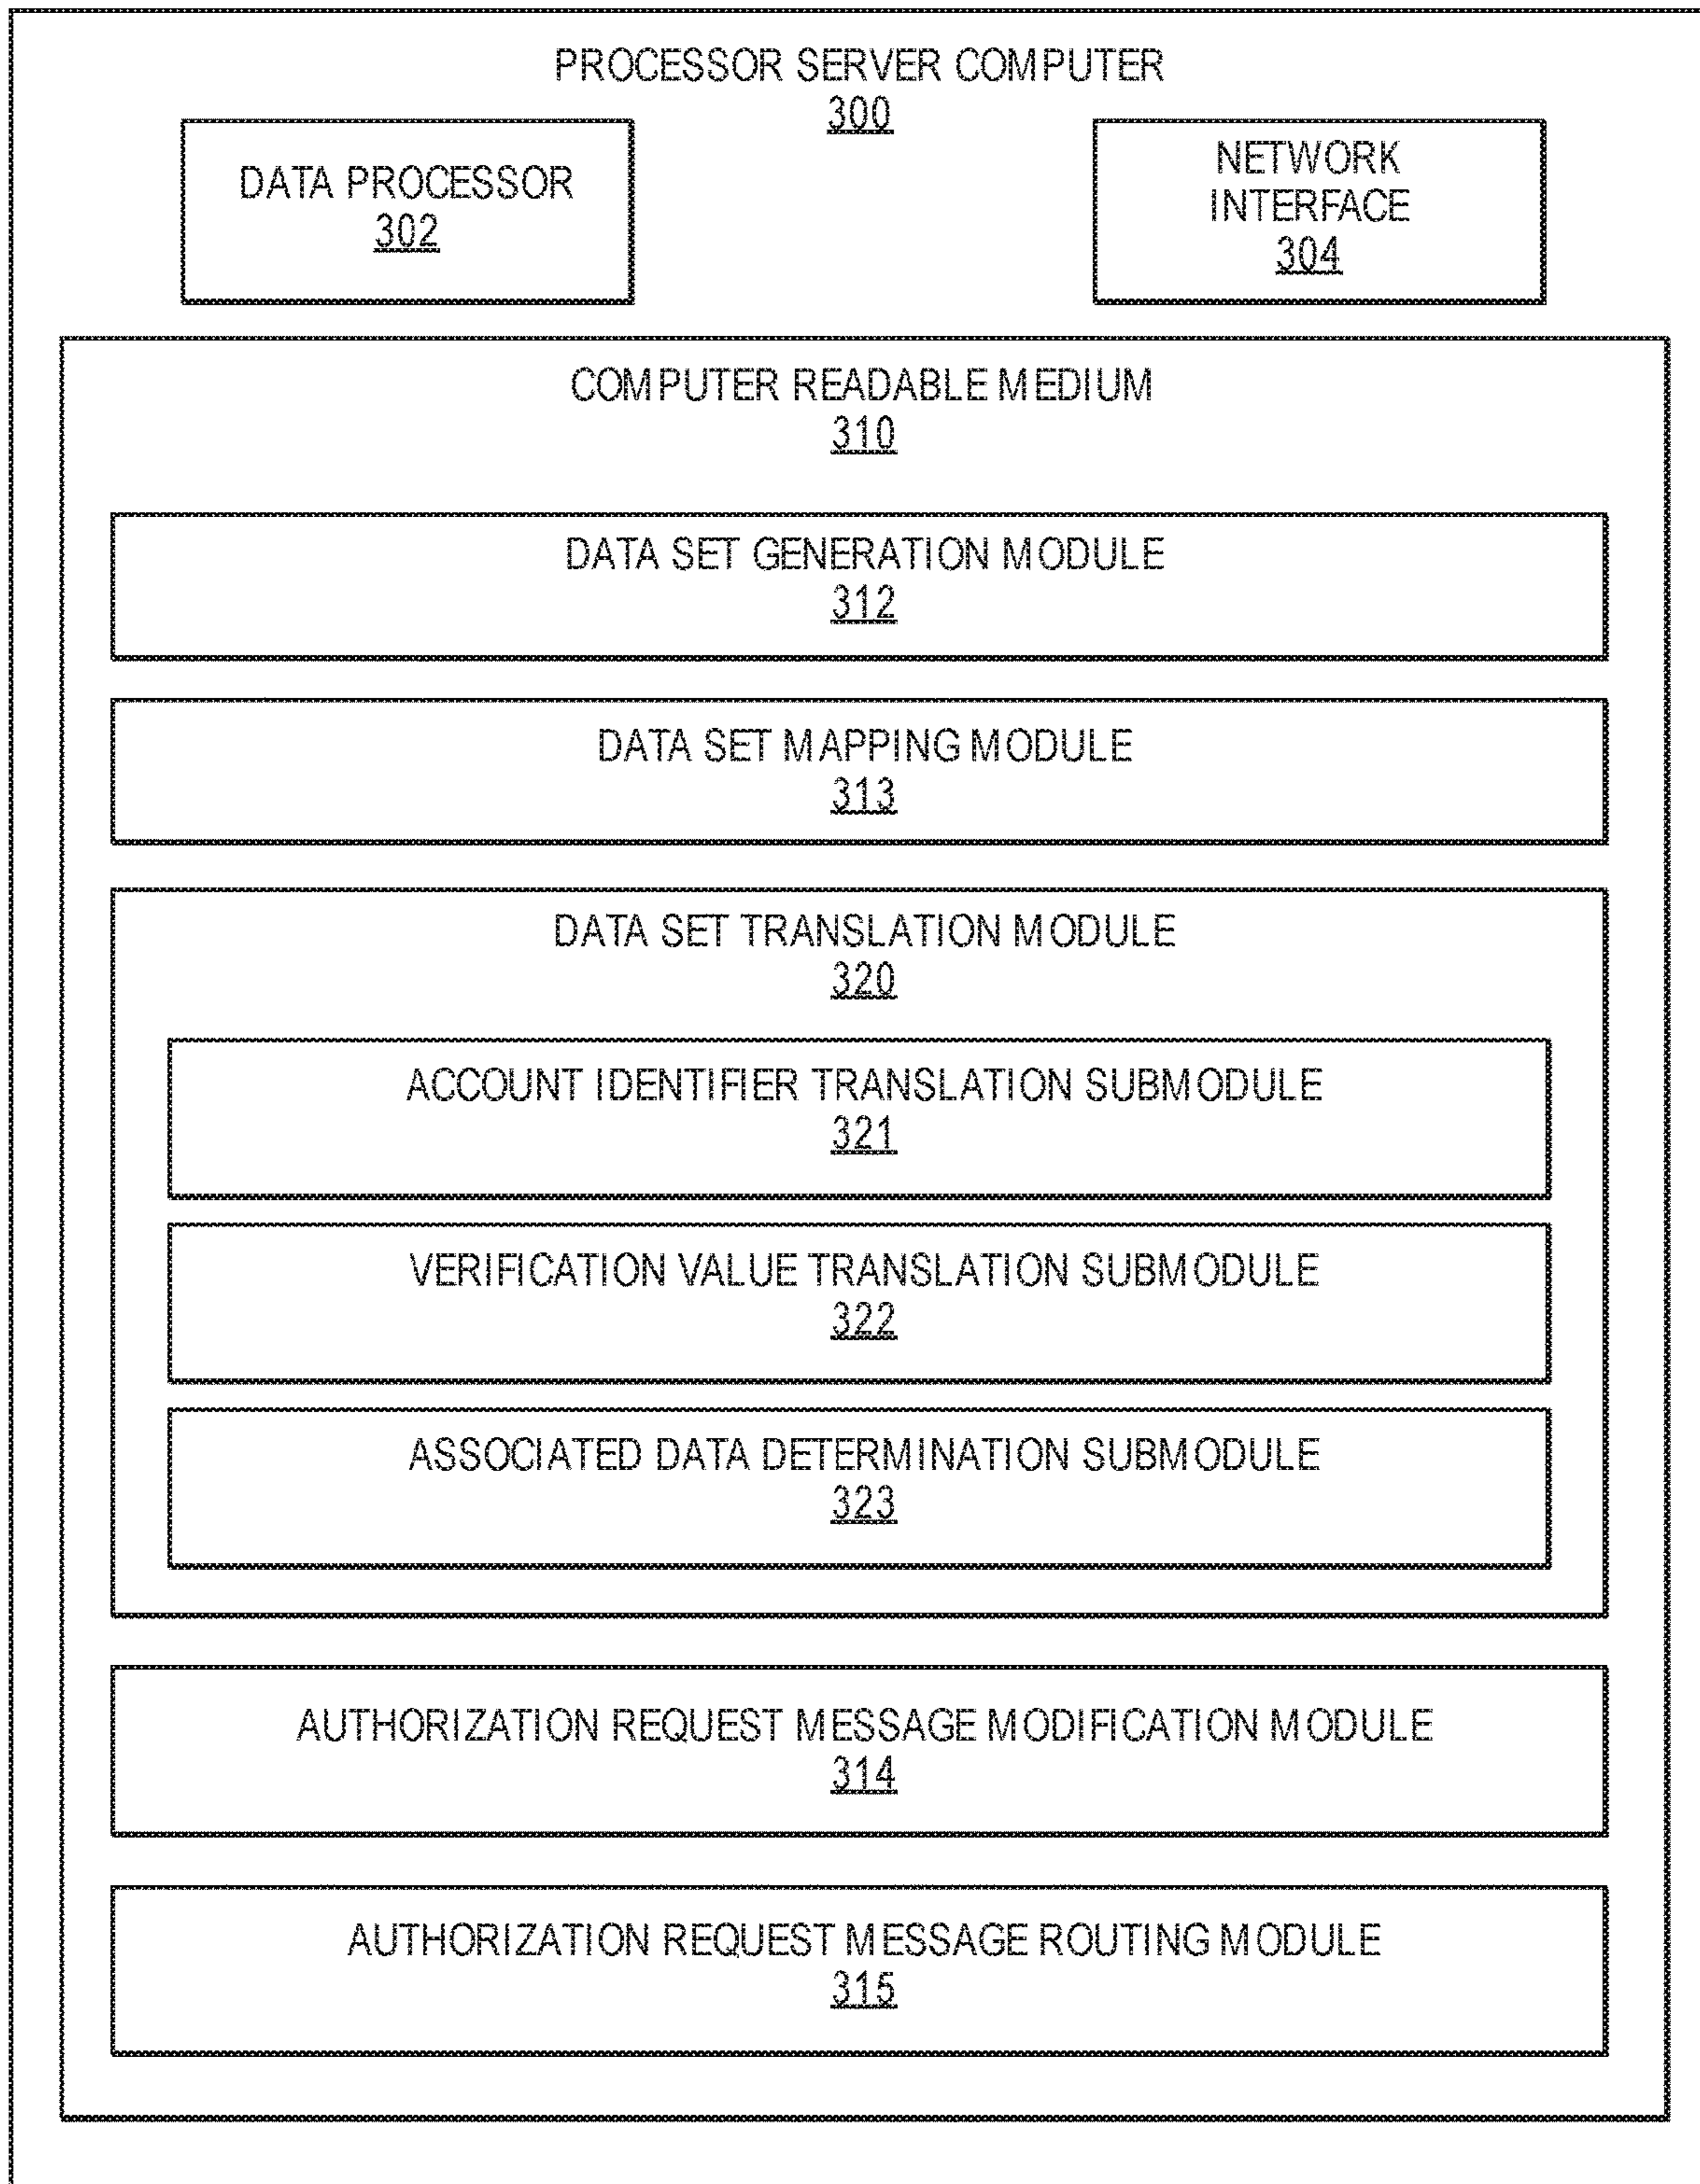 PROCESSOR SERVER COMPUTER
300
DATA PROCESSOR
302
NETWORK
INTERFACE
304
COMPUTER READABLE MEDIUM
310
DATA SET GENERATION MODULE
312
DATA SET MAPPING MODULE
313
DATA SET TRANSLATION MODULE
320
ACCOUNT IDENTIFIER TRANSLATION SUBMODULE
321
VERIFICATION VALUE TRANSLATION SUBMODULE
322
ASSOCIATED DATA DETERMINATION SUBMODULE
323
AUTHORIZATION REQUEST MESSAGE MODIFICATION MODULE
314
AUTHORIZATION REQUEST MESSAGE ROUTING MODULE
315